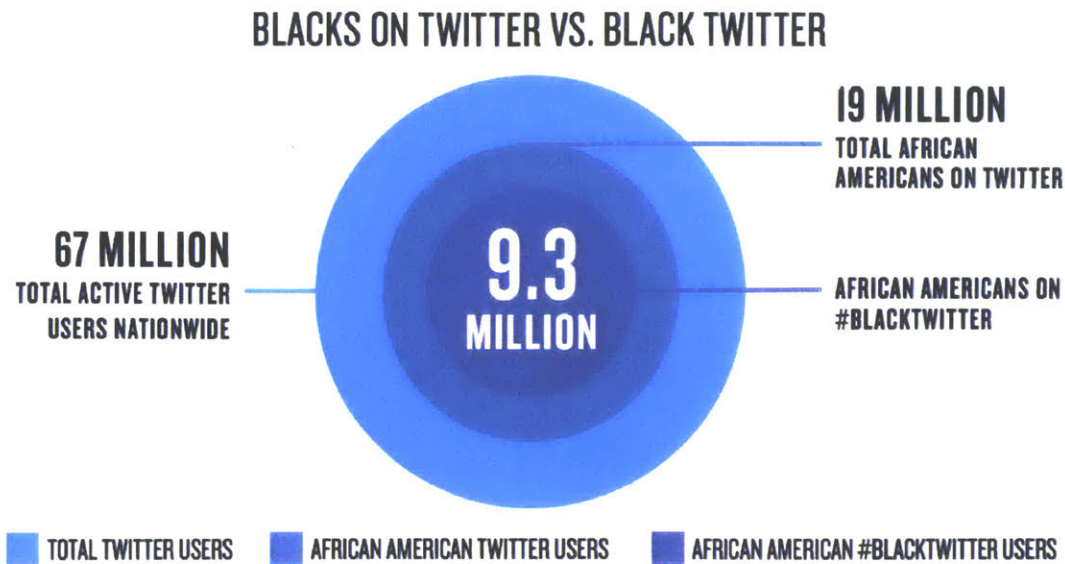 BLACKS ON TWITTER VS. BLACK TWITTER
19 MILLION
TOTAL AFRICAN
AMERICANS ON TWITTER
67 MILLION
TOTAL ACTIVE TWITTER
USERS NATIONWIDE
9.3
MILLION
AFRICAN AMERICANS ON
#BLACKTWITTER
TOTAL TWITTER USERS
AFRICAN AMERICAN TWITTER USERS
AFRICAN AMERICAN #BLACKTWITTER USERS